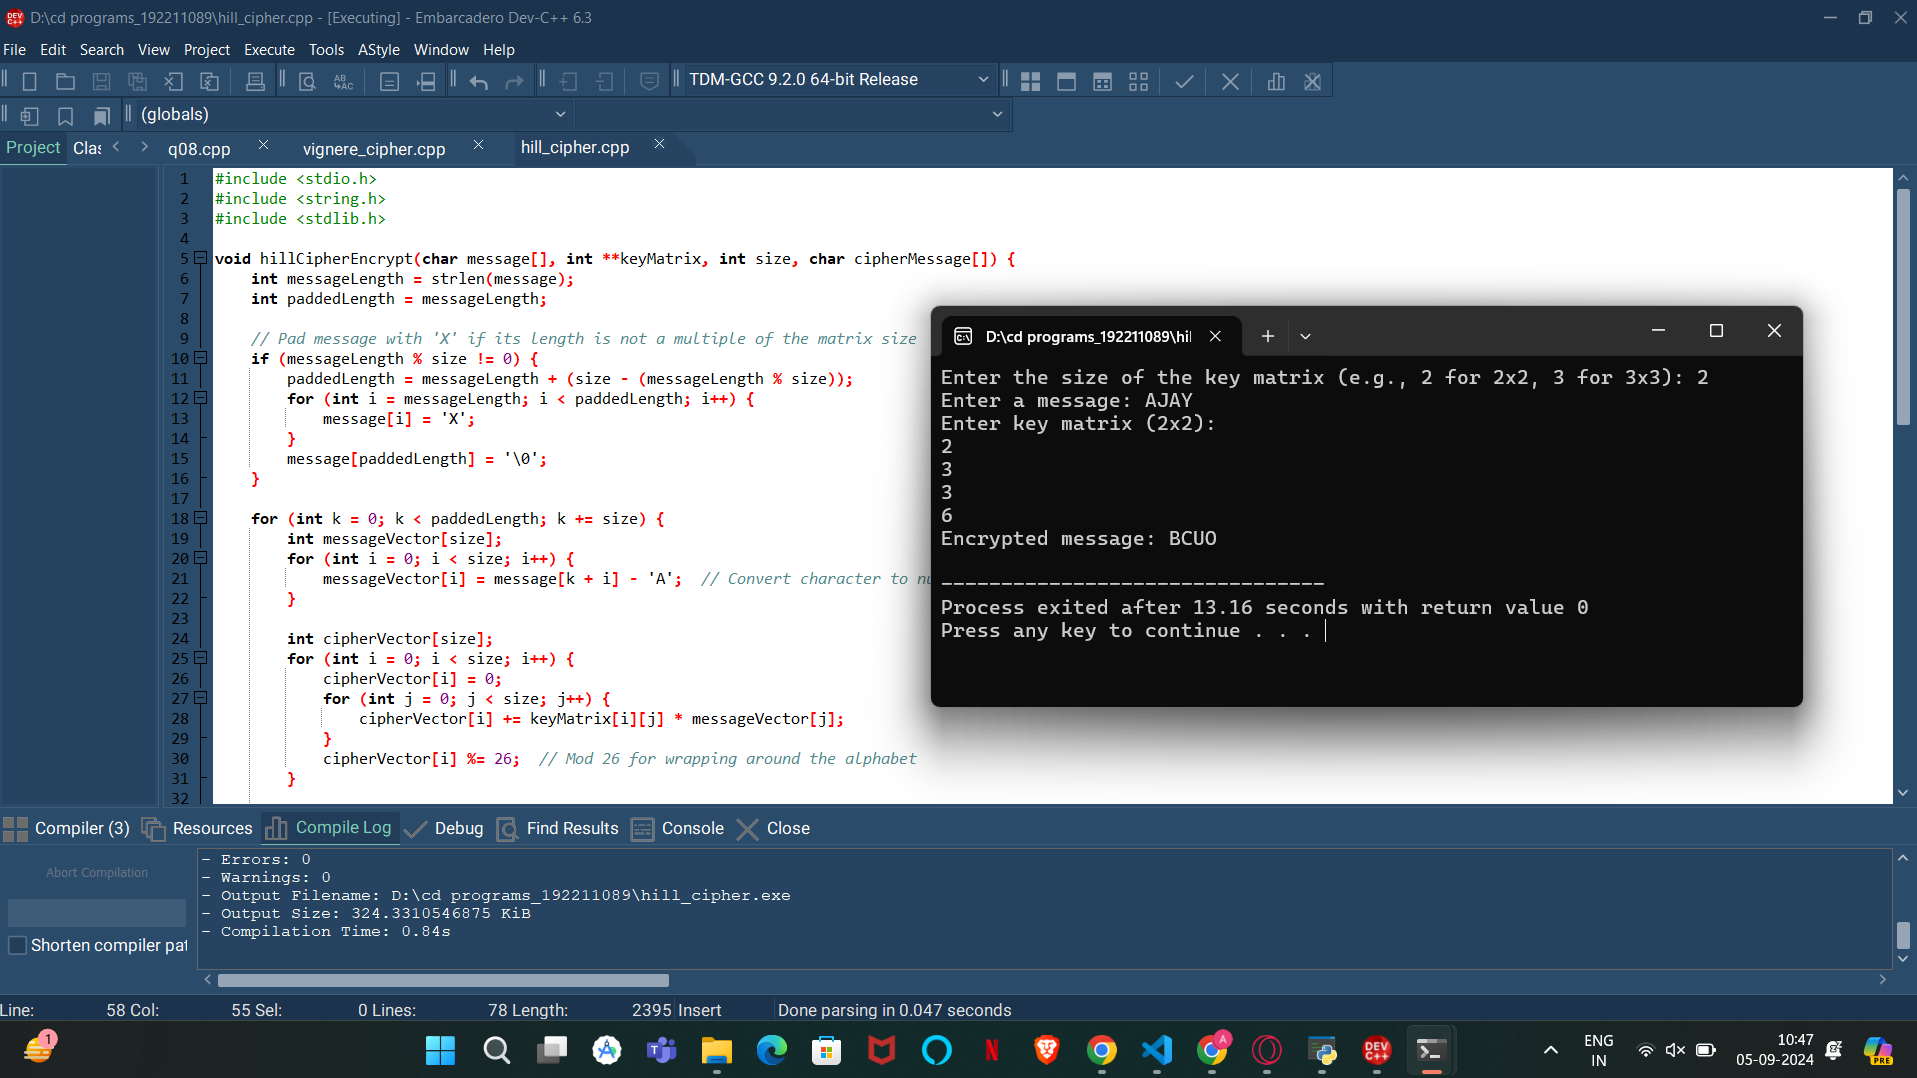 D:\cd programs_192211089\hill_cipher.cpp - [Executing] - Embarcadero Dev-C++ 6.3
File Edit Search View Project Execute Tools AStyle Window Help
TDM-GCC 9.2.0 64-bit Release
(globals)
Project Clas q08.cpp vignere_cipher.cpp hill_cipher.cpp
1 #include <stdio.h>
2 #include <string.h>
3 #include <stdlib.h>
4
5 void hillCipherEncrypt(char message[], int **keyMatrix, int size, char cipherMessage[]) {
6 int messageLength = strlen(message);
7 int paddedLength = messageLength;
8
9 // Pad message with 'X' if its length is not a multiple of the matrix size
10 if (messageLength % size != 0) {
11 paddedLength = messageLength + (size - (messageLength % size));
12 for (int i = messageLength; i < paddedLength; i++) {
13 message[i] = 'X';
14 }
15 message[paddedLength] = '\0';
16 }
17
18 for (int k = 0; k < paddedLength; k += size) {
19 int messageVector[size];
20 for (int i = 0; i < size; i++) {
21 messageVector[i] = message[k + i] - 'A'; // Convert character to nu
22 }
23
24 int cipherVector[size];
25 for (int i = 0; i < size; i++) {
26 cipherVector[i] = 0;
27 for (int j = 0; j < size; j++) {
28 cipherVector[i] += keyMatrix[i][j] * messageVector[j];
29 }
30 cipherVector[i] %= 26; // Mod 26 for wrapping around the alphabet
31 }
32
D:\cd programs_192211089\hil
Enter the size of the key matrix (e.g., 2 for 2x2, 3 for 3x3): 2
Enter a message: AJAY
Enter key matrix (2x2):
2
3
3
6
Encrypted message: BCUO
--------------------------------
Process exited after 13.16 seconds with return value 0
Press any key to continue . . .
Compiler (3) Resources Compile Log Debug Find Results Console Close
Abort Compilation
Shorten compiler pat
- Errors: 0
- Warnings: 0
- Output Filename: D:\cd programs_192211089\hill_cipher.exe
- Output Size: 324.3310546875 KiB
- Compilation Time: 0.84s
Line: 58 Col: 55 Sel: 0 Lines: 78 Length: 2395 Insert Done parsing in 0.047 seconds
1
A
DEV C++
ENG
IN
10:47
05-09-2024
PRE